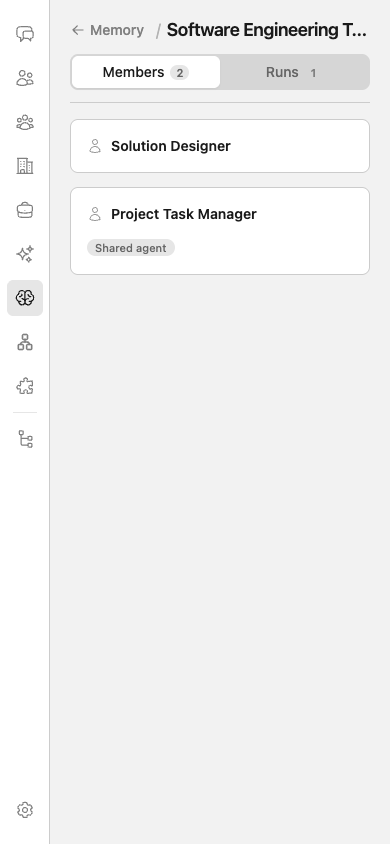 Memory / Software Engineering T...
Members 2 Runs 1
Solution Designer
Project Task Manager
Shared agent